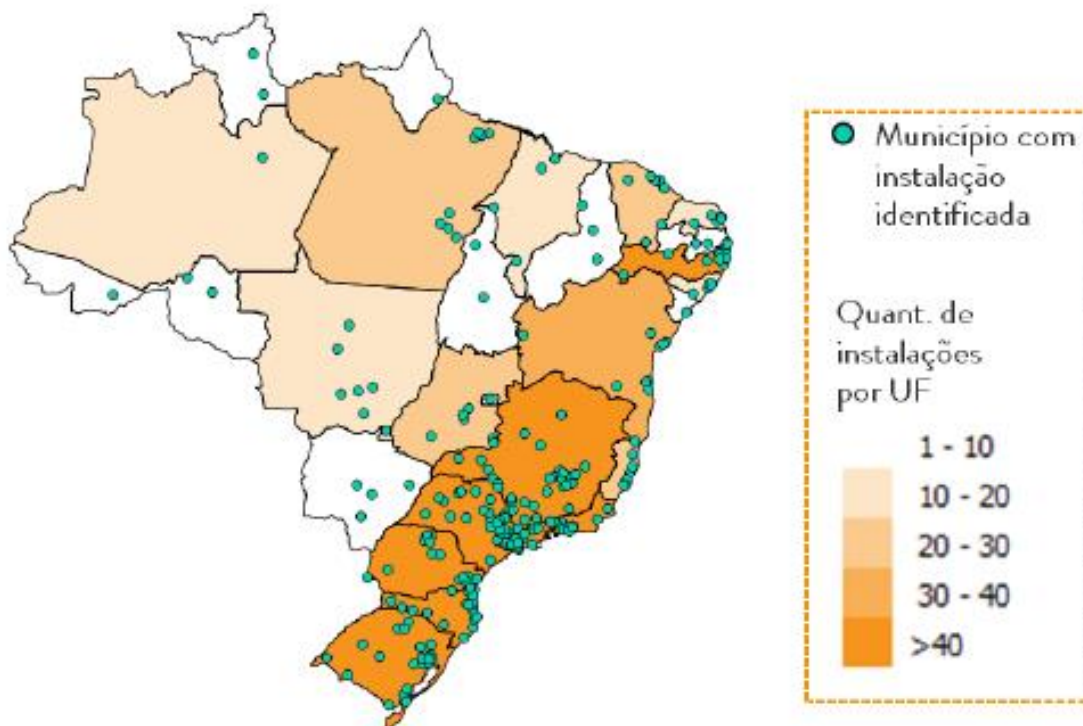 Município com
instalação
identificada
Quant. de
instalações
por UF
1 - 10
10 - 20
20 - 30
30 - 40
>40